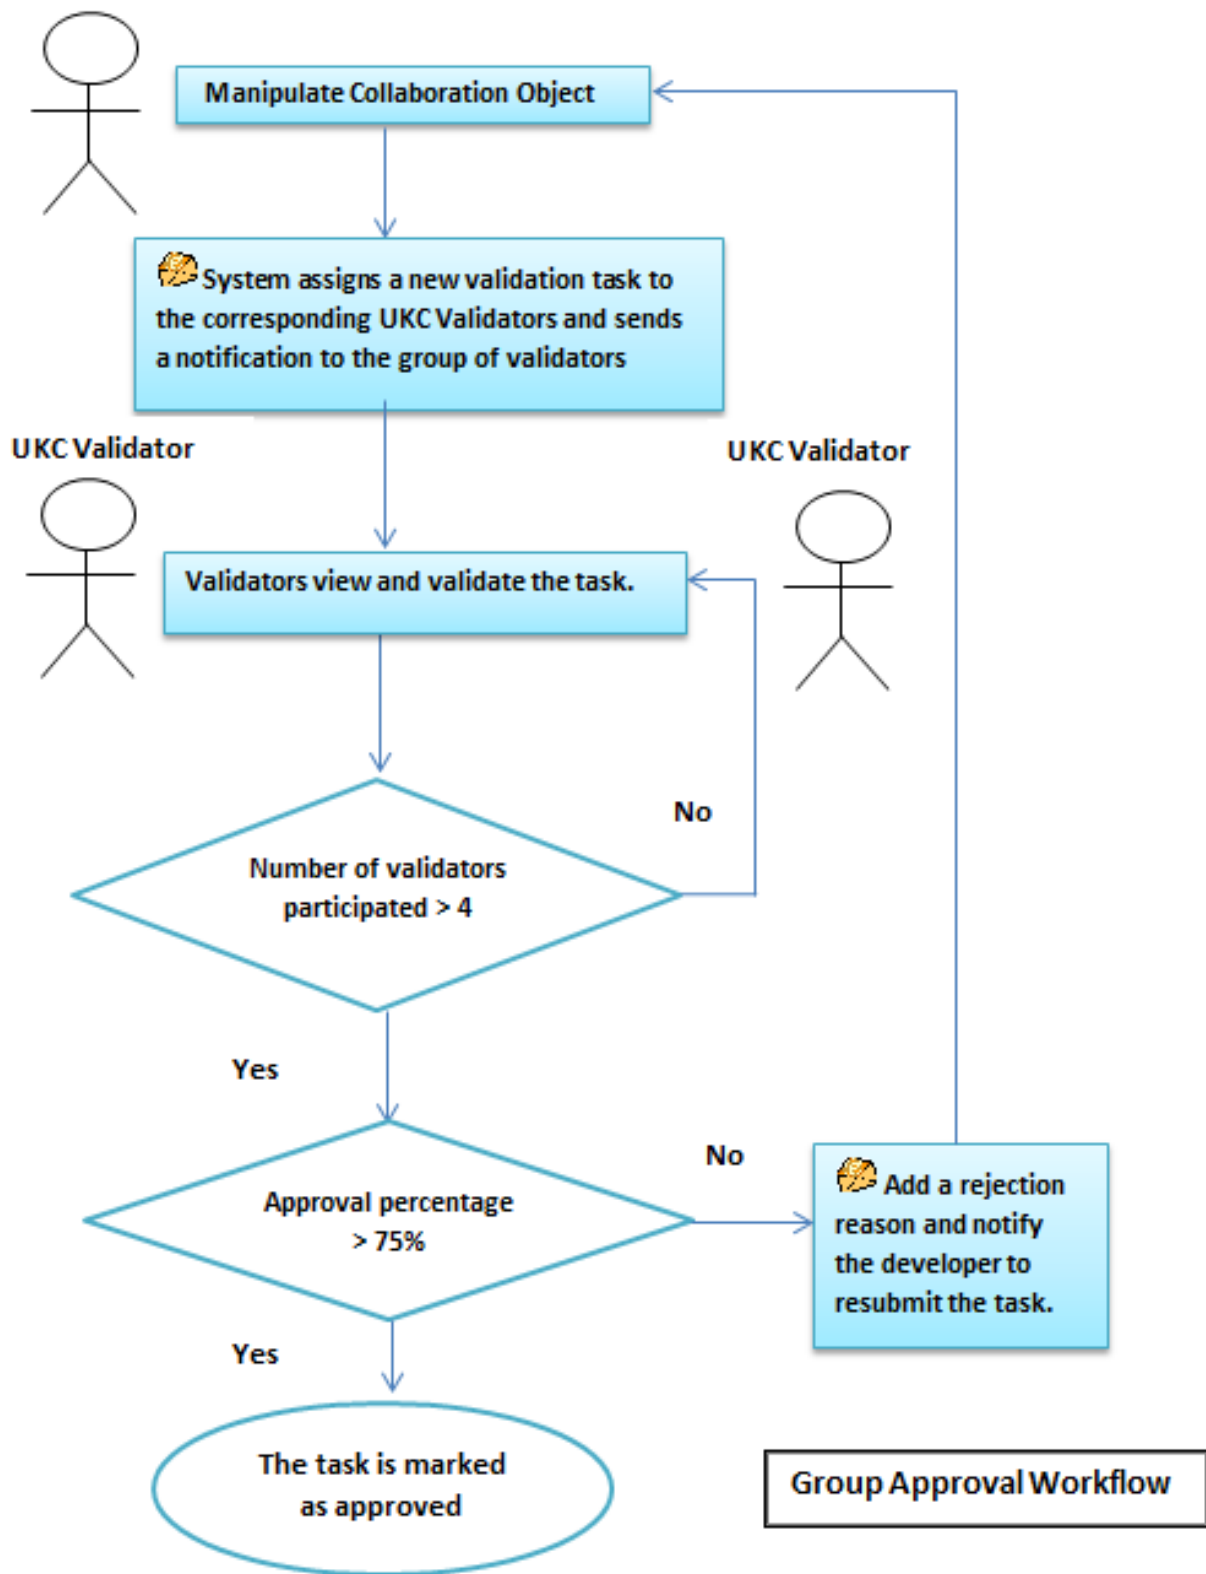 Manipulate Collaboration Object
System assigns a new validation task to
the corresponding UKC Validators and sends
a notification to the group of validators
UKC Validator
UKC Validator
Validators view and validate the task.
No
Number of validators
participated > 4
Yes
No
Approval percentage
> 75%
Add a rejection
reason and notify
the developer to
resubmit the task.
Yes
The task is marked
as approved
Group Approval Workflow